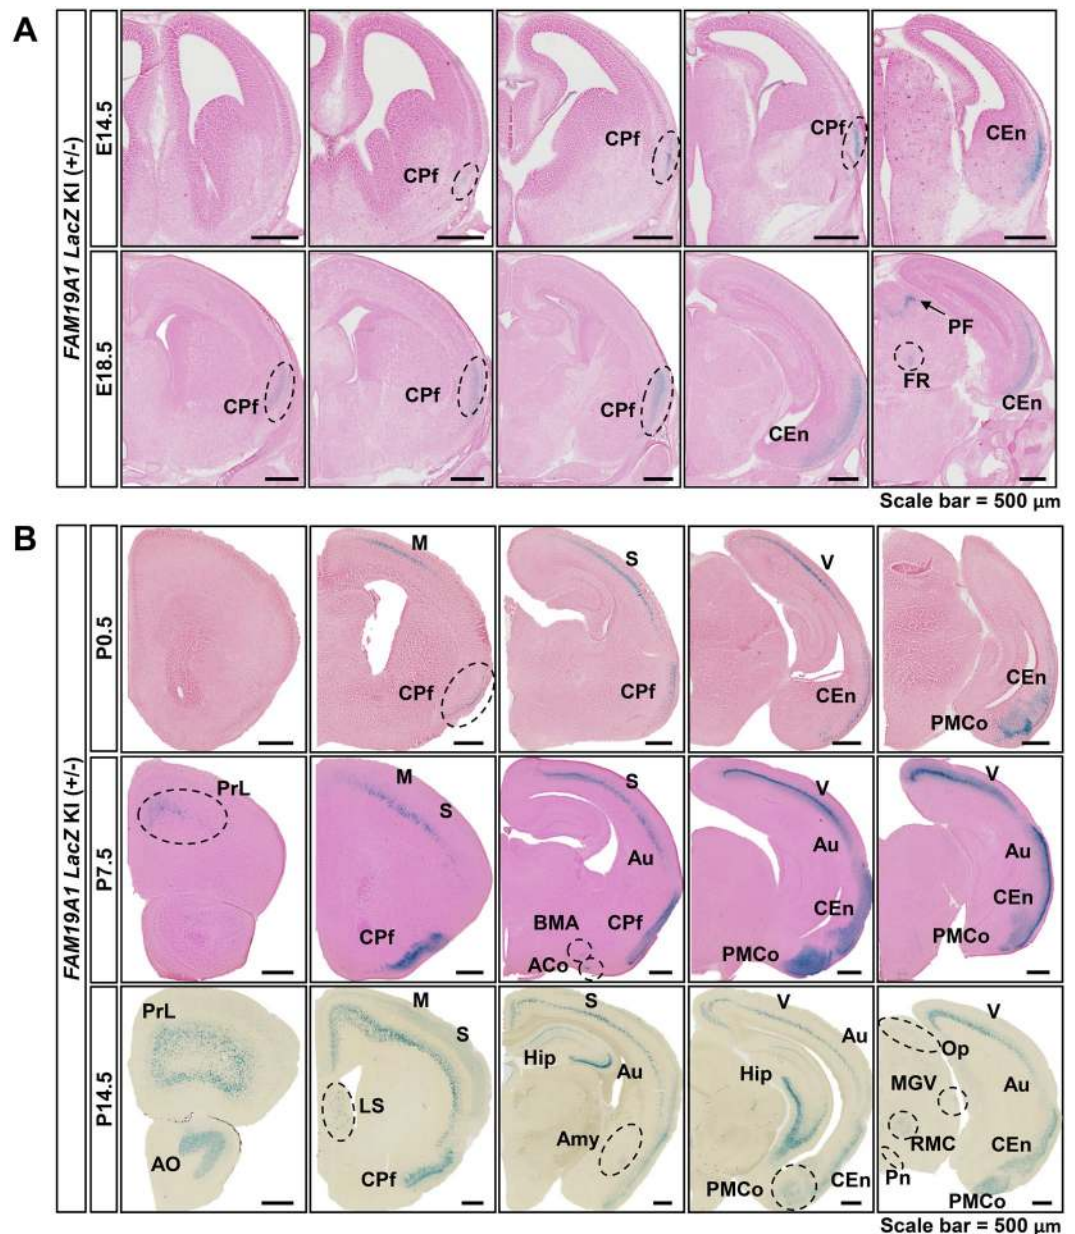 A
FAM19A1 LacZ KI (+/-)
E14.5
CPf
CPf
CPf
CEn
E18.5
CPf
CPf
CPf
CEn
PF
FR
CEn
Scale bar = 500 µm
B
FAM19A1 LacZ KI (+/-)
P0.5
M
CPf
S
CPf
V
CEn
CEn
PMCo
P7.5
PrL
M
S
CPf
S
Au
BMA
CPf
ACo
V
Au
CEn
PMCo
V
Au
CEn
PMCo
P14.5
PrL
AO
M
S
LS
CPf
S
Hip
Au
Amy
V
Au
Hip
PMCo
CEn
V
Op
MGV
Au
RMC
CEn
Pn
PMCo
Scale bar = 500 µm